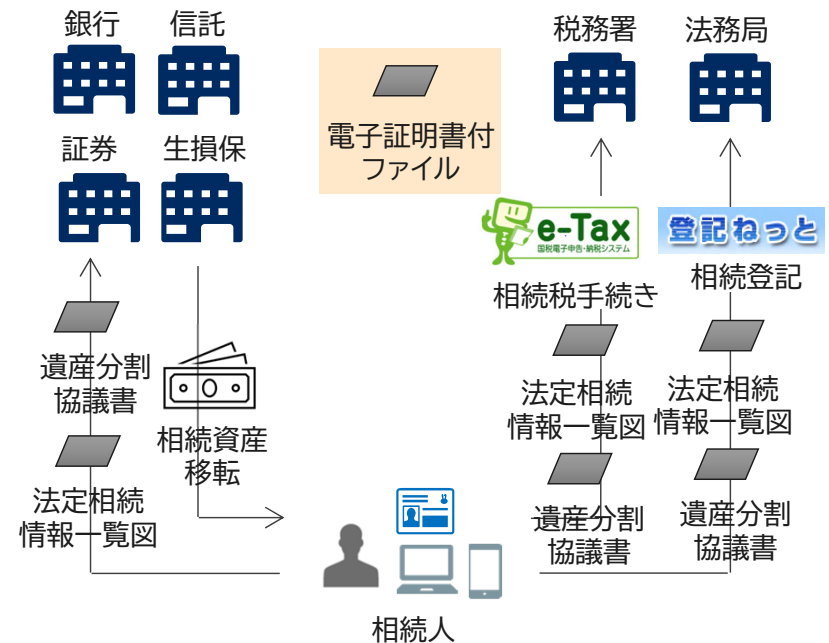 銀行
信託
証券
生損保
電子証明書付
ファイル
税務署
法務局
e-Tax
国税電子申告・納税システム
登記ねっと
相続税手続き
相続登記
遺産分割
協議書
相続資産
移転
法定相続
情報一覧図
法定相続
情報一覧図
法定相続
情報一覧図
遺産分割
協議書
遺産分割
協議書
相続人